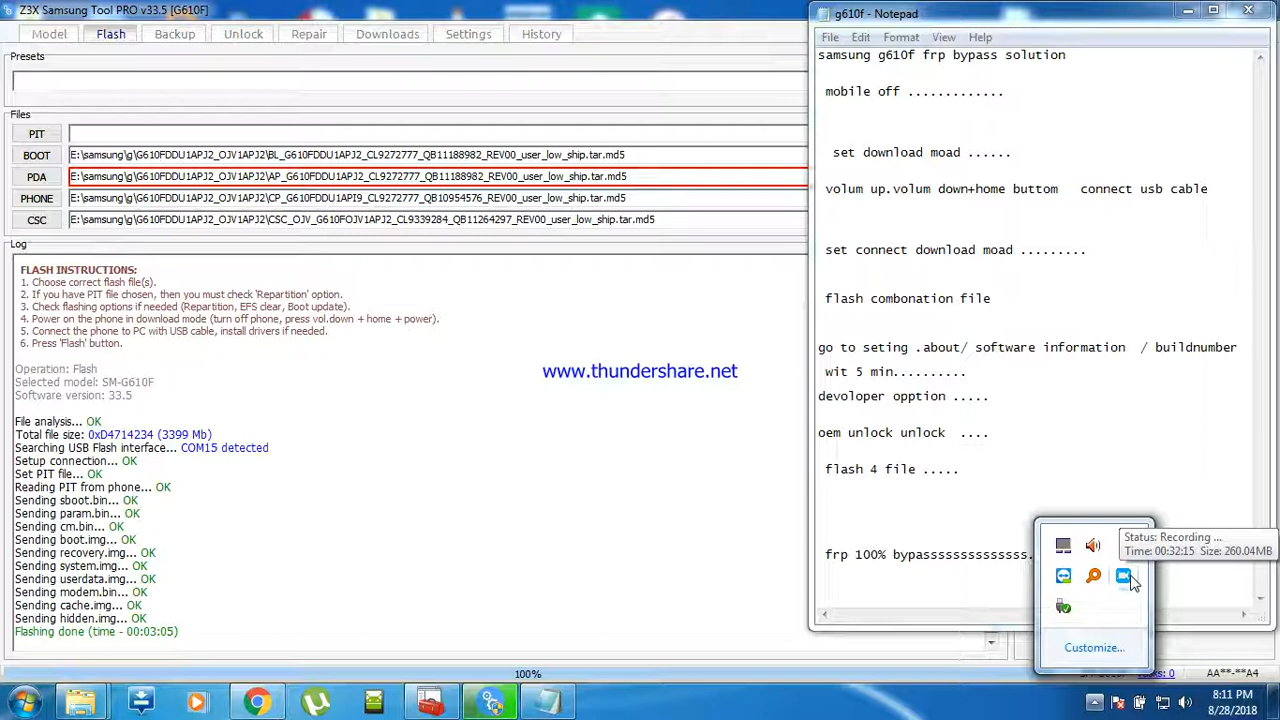 Z3X Samsung Tool PRO v33.5 [G610F]
Model Flash Backup Unlock Repair Downloads Settings History
Presets
Files
PIT
BOOT E:\samsung\g\G610FDDU1APJ2_OJV1APJ2\BL_G610FDDU1APJ2_CL9272777_QB11188982_REV00_user_low_ship.tar.md5
PDA E:\samsung\g\G610FDDU1APJ2_OJV1APJ2\AP_G610FDDU1APJ2_CL9272777_QB11188982_REV00_user_low_ship.tar.md5
PHONE E:\samsung\g\G610FDDU1APJ2_OJV1APJ2\CP_G610FDDU1API9_CL9272777_QB10954576_REV00_user_low_ship.tar.md5
CSC E:\samsung\g\G610FDDU1APJ2_OJV1APJ2\CSC_OJV_G610FOJV1APJ2_CL9339284_QB11264297_REV00_user_low_ship.tar.md5
Log
FLASH INSTRUCTIONS:
1. Choose correct flash file(s).
2. If you have PIT file chosen, then you must check 'Repartition' option.
3. Check flashing options if needed (Repartition, EFS clear, Boot update).
4. Power on the phone in download mode (turn off phone, press vol.down + home + power).
5. Connect the phone to PC with USB cable, install drivers if needed.
6. Press 'Flash' button.
Operation: Flash
Selected model: SM-G610F
Software version: 33.5
File analysis... OK
Total file size: 0xD4714234 (3399 Mb)
Searching USB Flash interface... COM15 detected
Setup connection... OK
Set PIT file... OK
Reading PIT from phone... OK
Sending sboot.bin... OK
Sending param.bin... OK
Sending cm.bin... OK
Sending boot.img... OK
Sending recovery.img... OK
Sending system.img... OK
Sending userdata.img... OK
Sending modem.bin... OK
Sending cache.img... OK
Sending hidden.img... OK
Flashing done (time - 00:03:05)
100%
www.thundershare.net
g610f - Notepad
File Edit Format View Help
samsung g610f frp bypass solution
mobile off .............
set download moad ......
volum up.volum down+home buttom connect usb cable
set connect download moad .........
flash combonation file
go to seting .about/ software information / buildnumber
wit 5 min..........
devoloper opption .....
oem unlock unlock ....
flash 4 file .....
frp 100% bypasssssssssssssss.
Status: Recording ...
Time: 00:32:15 Size: 260.04MB
Customize...
Tasks: 0 AA**-**A4
8:11 PM
8/28/2018